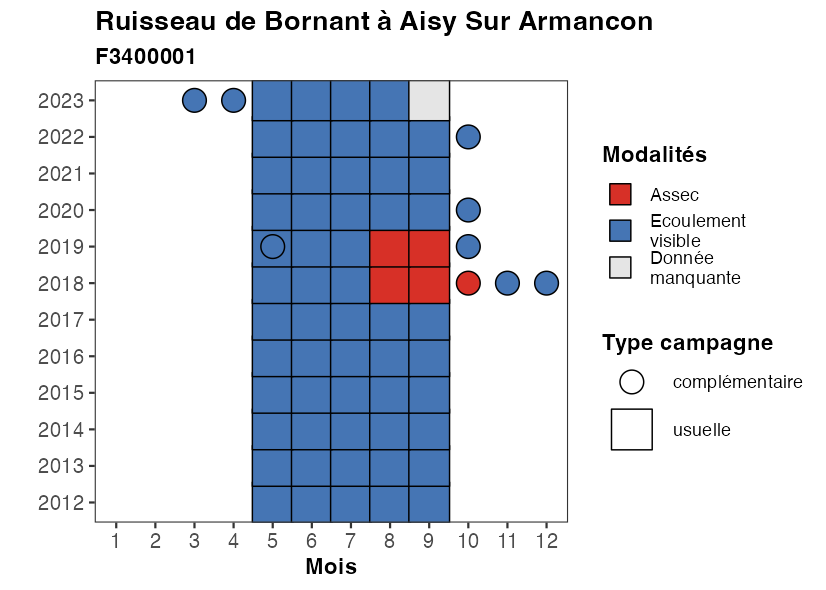 Ruisseau de Bornant à Aisy Sur Armancon
F3400001
2023
2022
2021
2020
2019
2018
2017
2016
2015
2014
2013
2012
1 2 3 4 5 6 7 8 9 10 11 12
Mois
Modalités
Assec
Ecoulement
visible
Donnée
manquante
Type campagne
complémentaire
usuelle